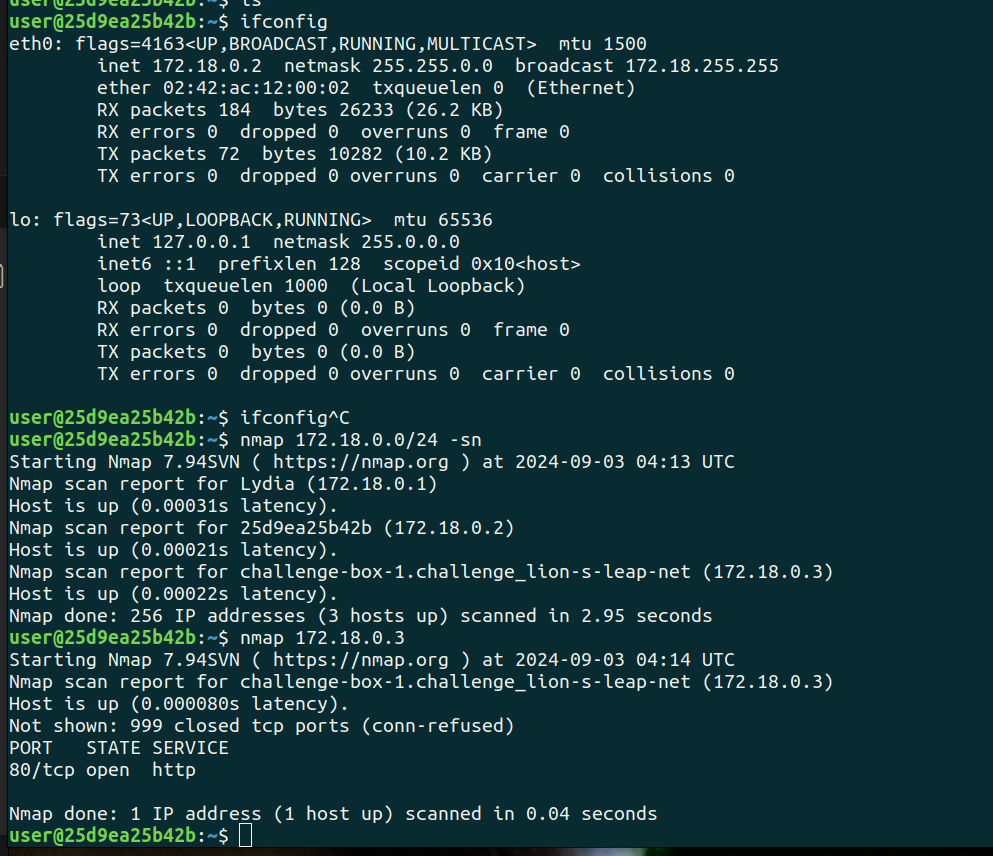 user@25d9ea25b42b:~$ ls
user@25d9ea25b42b:~$ ifconfig
eth0: flags=4163<UP,BROADCAST,RUNNING,MULTICAST>  mtu 1500
        inet 172.18.0.2  netmask 255.255.0.0  broadcast 172.18.255.255
        ether 02:42:ac:12:00:02  txqueuelen 0  (Ethernet)
        RX packets 184  bytes 26233 (26.2 KB)
        RX errors 0  dropped 0  overruns 0  frame 0
        TX packets 72  bytes 10282 (10.2 KB)
        TX errors 0  dropped 0 overruns 0  carrier 0  collisions 0

lo: flags=73<UP,LOOPBACK,RUNNING>  mtu 65536
        inet 127.0.0.1  netmask 255.0.0.0
        inet6 ::1  prefixlen 128  scopeid 0x10<host>
        loop  txqueuelen 1000  (Local Loopback)
        RX packets 0  bytes 0 (0.0 B)
        RX errors 0  dropped 0  overruns 0  frame 0
        TX packets 0  bytes 0 (0.0 B)
        TX errors 0  dropped 0 overruns 0  carrier 0  collisions 0

user@25d9ea25b42b:~$ ifconfig^C
user@25d9ea25b42b:~$ nmap 172.18.0.0/24 -sn
Starting Nmap 7.94SVN ( https://nmap.org ) at 2024-09-03 04:13 UTC
Nmap scan report for Lydia (172.18.0.1)
Host is up (0.00031s latency).
Nmap scan report for 25d9ea25b42b (172.18.0.2)
Host is up (0.00021s latency).
Nmap scan report for challenge-box-1.challenge_lion-s-leap-net (172.18.0.3)
Host is up (0.00022s latency).
Nmap done: 256 IP addresses (3 hosts up) scanned in 2.95 seconds
user@25d9ea25b42b:~$ nmap 172.18.0.3
Starting Nmap 7.94SVN ( https://nmap.org ) at 2024-09-03 04:14 UTC
Nmap scan report for challenge-box-1.challenge_lion-s-leap-net (172.18.0.3)
Host is up (0.000080s latency).
Not shown: 999 closed tcp ports (conn-refused)
PORT   STATE SERVICE
80/tcp open  http

Nmap done: 1 IP address (1 host up) scanned in 0.04 seconds
user@25d9ea25b42b:~$